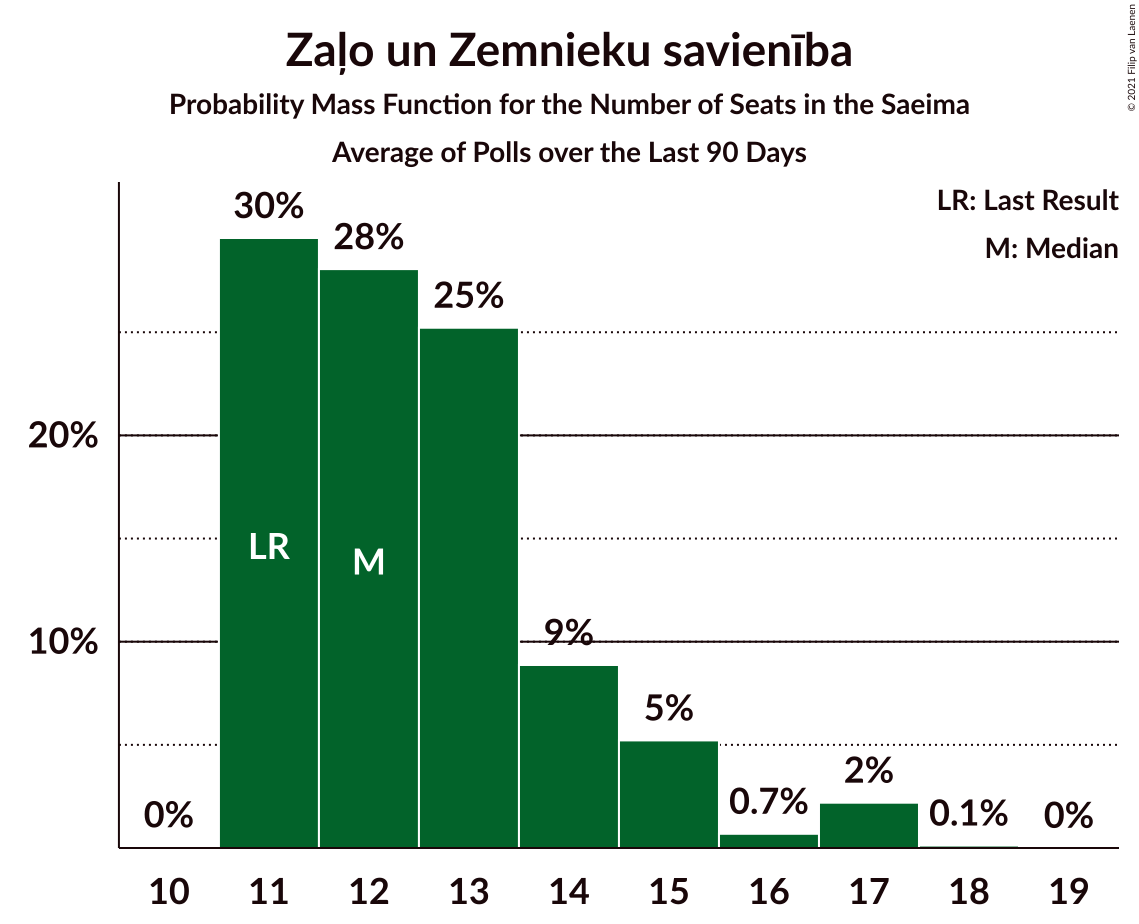 Zaļo un Zemnieku savienība
Probability Mass Function for the Number of Seats in the Saeima
Average of Polls over the Last 90 Days
© 2021 Filip van Laenen
LR: Last Result
M: Median
30%
28%
25%
20%
LR
M
10%
9%
5%
2%
0.7%
0.1%
0%
0%
10 11 12 13 14 15 16 17 18 19